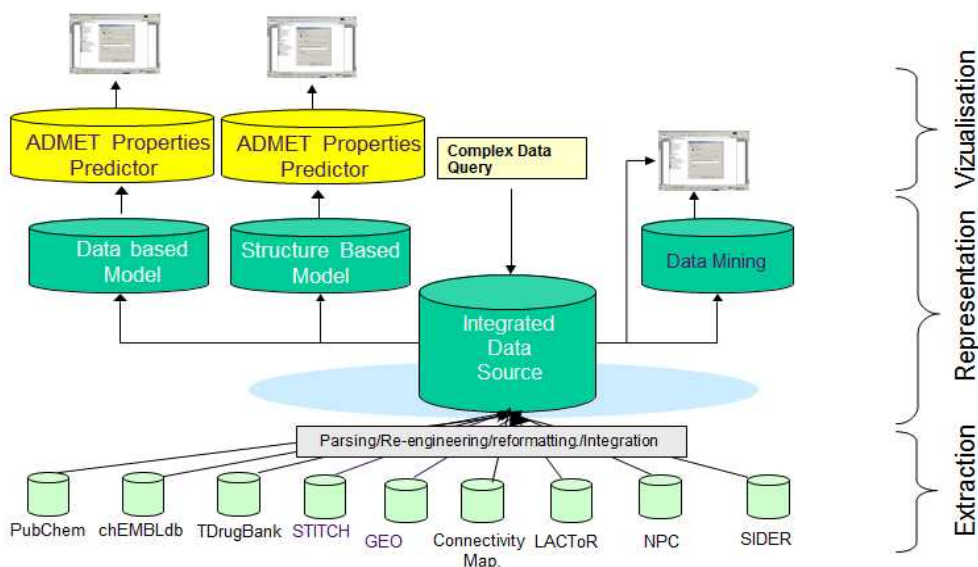 ADMET Properties
Predictor
ADMET Properties
Predictor
Complex Data
Query
Vizualisation
Data based
Model
Structure Based
Model
Data Mining
Integrated
Data
Source
Representation
Parsing/Re-engineering/reformatting./Integration
PubChem
chEMBLdb
TDrugBank
STITCH
GEO
Connectivity
Map.
LACToR
NPC
SIDER
Extraction